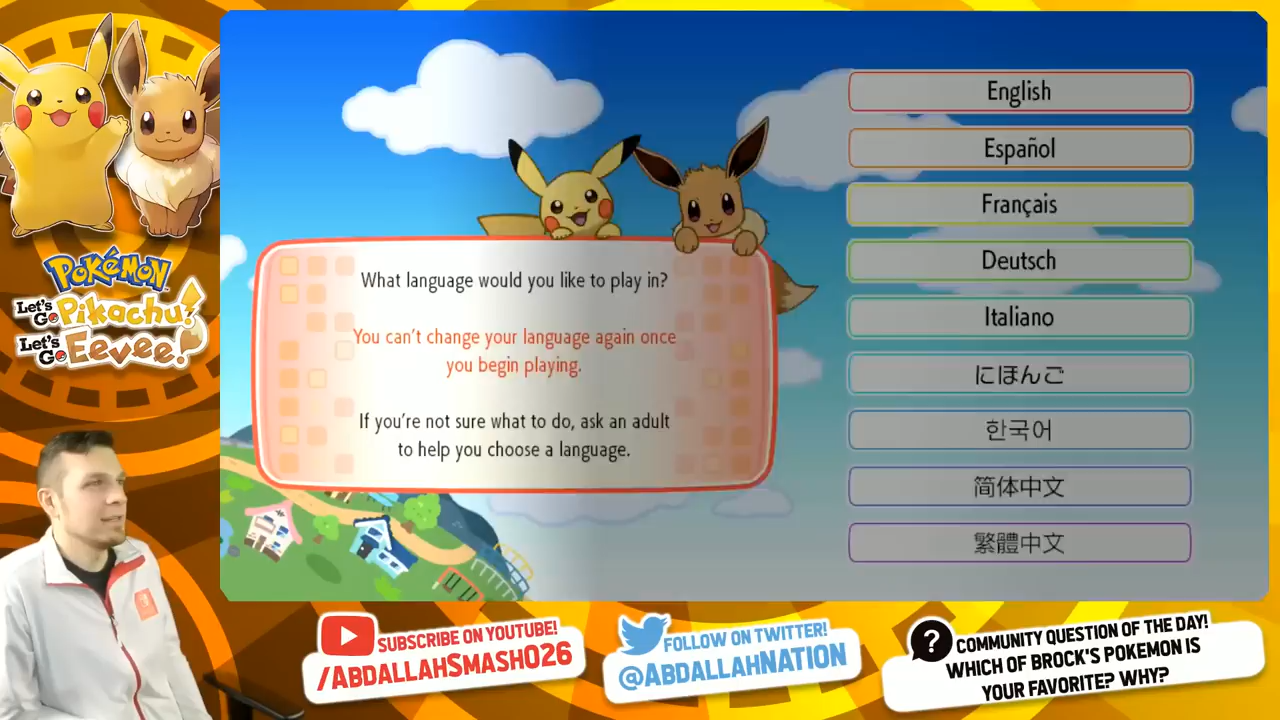 POKéMON
Let's Go Pikachu!
Let's Go Eevee!
What language would you like to play in?
You can't change your language again once
you begin playing.
If you're not sure what to do, ask an adult
to help you choose a language.
English
Español
Français
Deutsch
Italiano
にほんご
한국어
简体中文
繁體中文
SUBSCRIBE ON YOUTUBE!
/ABDALLAHSMASH026
FOLLOW ON TWITTER!
@ABDALLAHNATION
?
COMMUNITY QUESTION OF THE DAY!
WHICH OF BROCK'S POKEMON IS
YOUR FAVORITE? WHY?